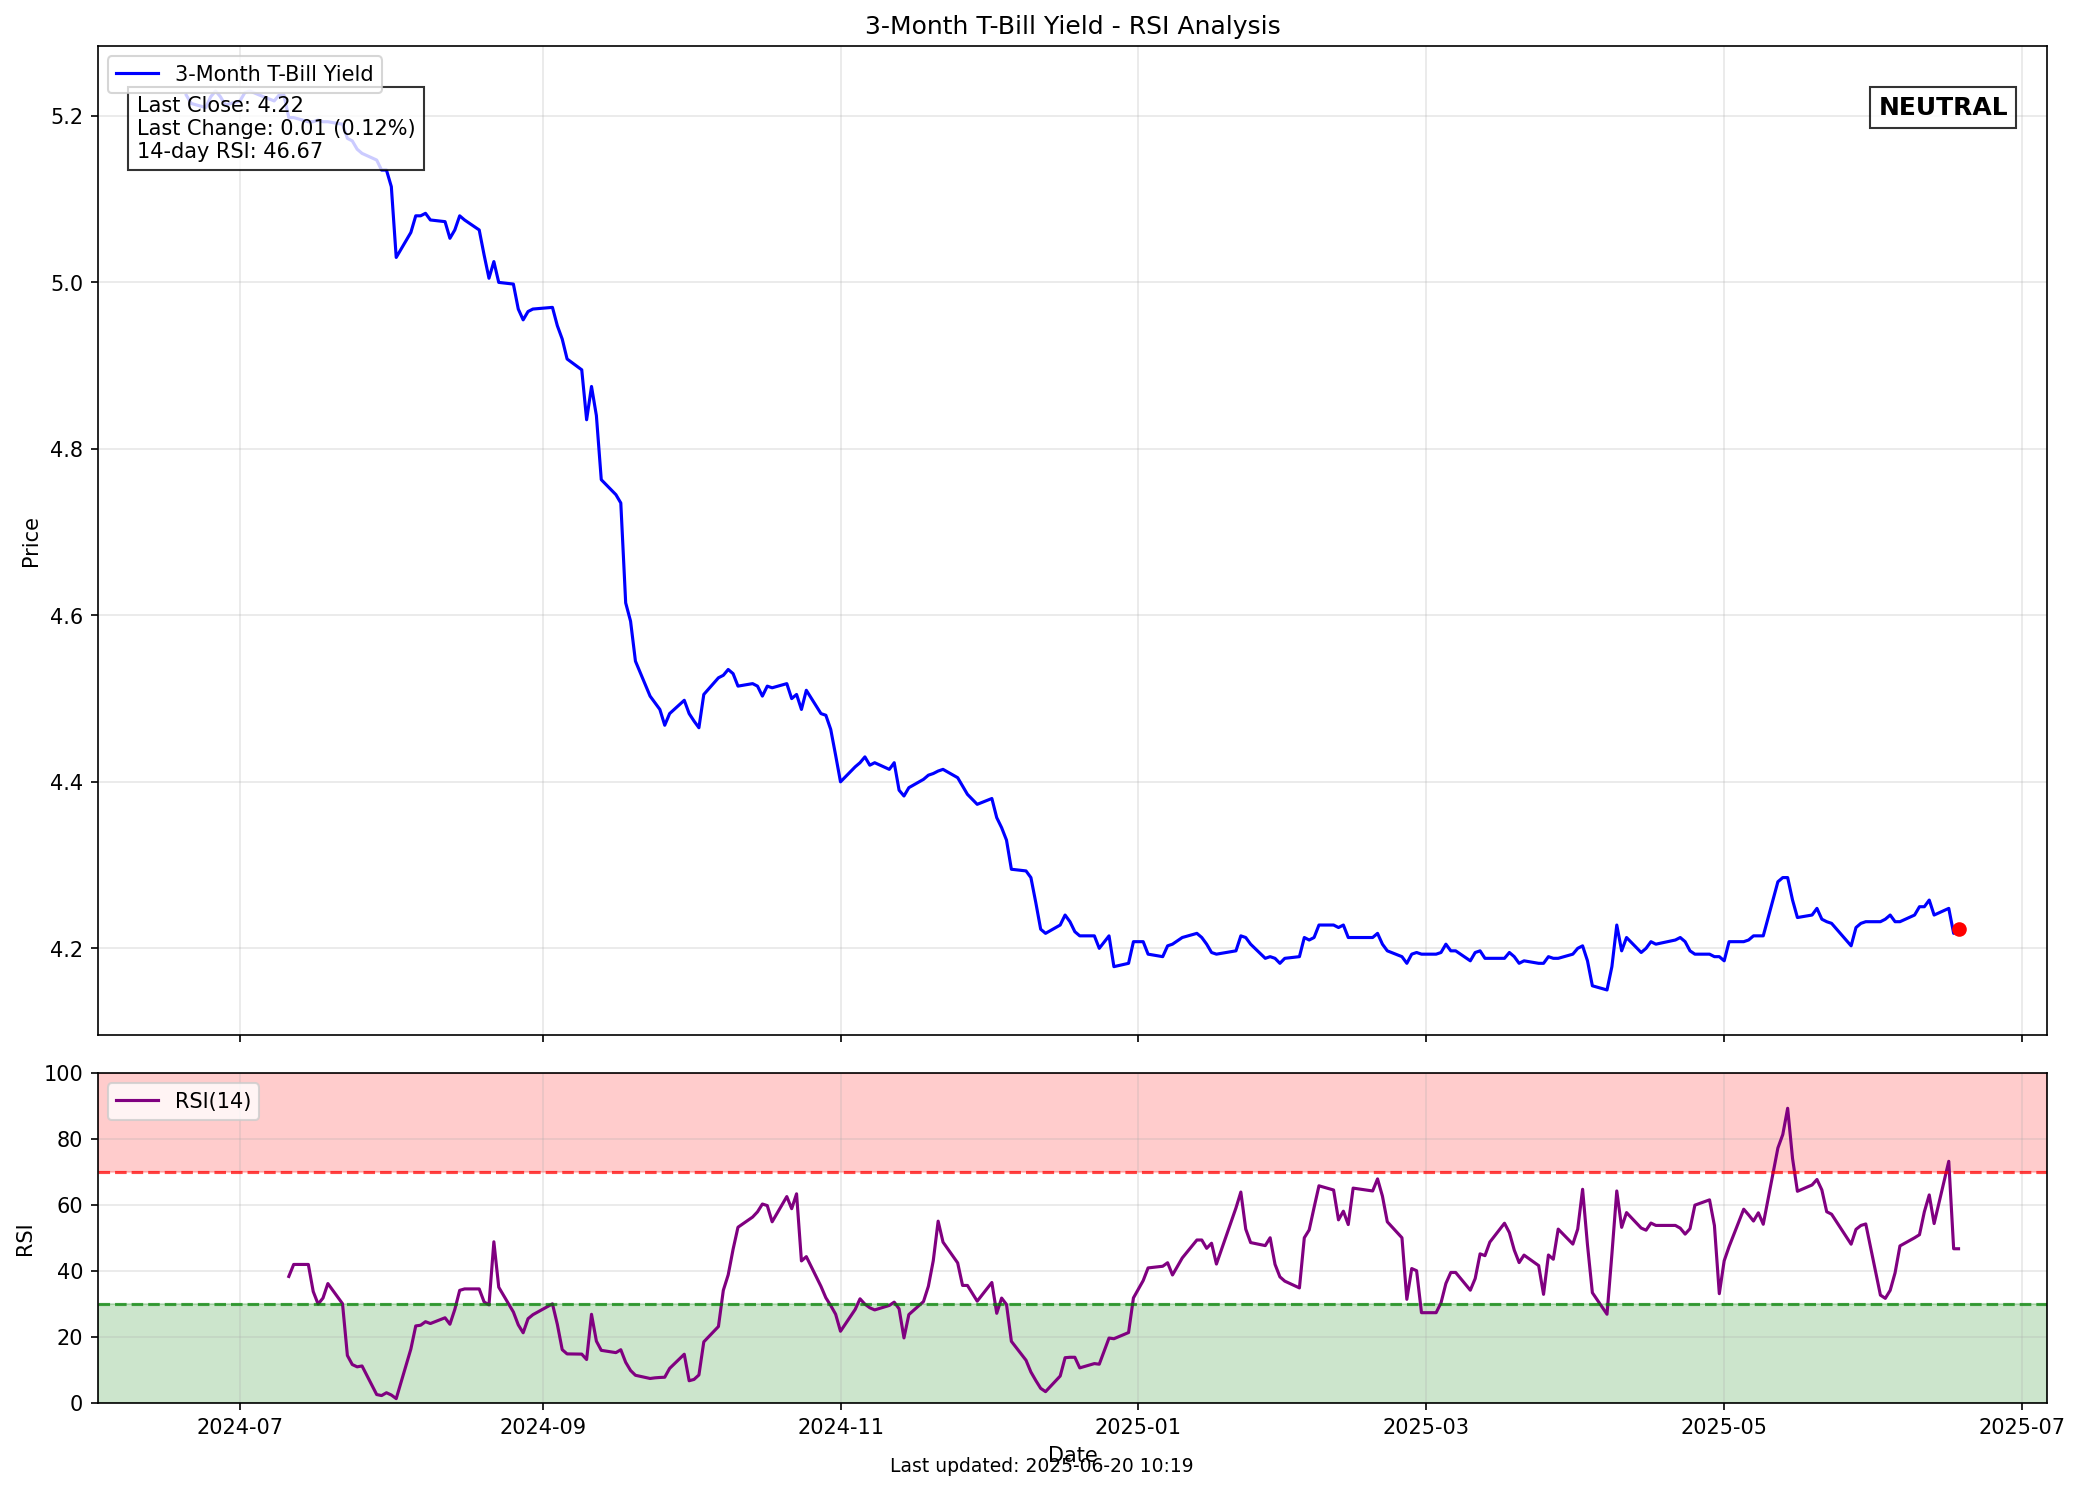 3-Month T-Bill Yield - RSI Analysis
3-Month T-Bill Yield
Last Close: 4.22
Last Change: 0.01 (0.12%)
14-day RSI: 46.67
NEUTRAL
Price
5.2
5.0
4.8
4.6
4.4
4.2
RSI(14)
RSI
100
80
60
40
20
0
2024-07
2024-09
2024-11
2025-01
2025-03
2025-05
2025-07
Date
Last updated: 2025-06-20 10:19